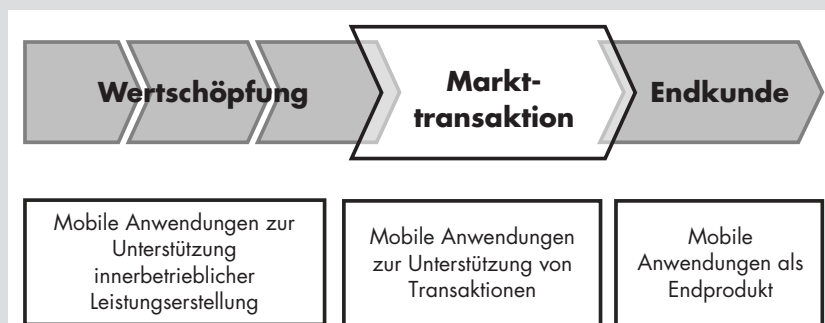 Wertschöpfung
Markt-
transaktion
Endkunde
Mobile Anwendungen zur
Unterstützung
innerbetrieblicher
Leistungserstellung
Mobile Anwendungen
zur Unterstützung von
Transaktionen
Mobile
Anwendungen als
Endprodukt